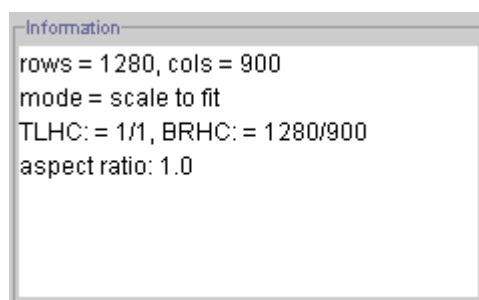 Information
rows = 1280, cols = 900
mode = scale to fit
TLHC: = 1/1, BRHC: = 1280/900
aspect ratio: 1.0